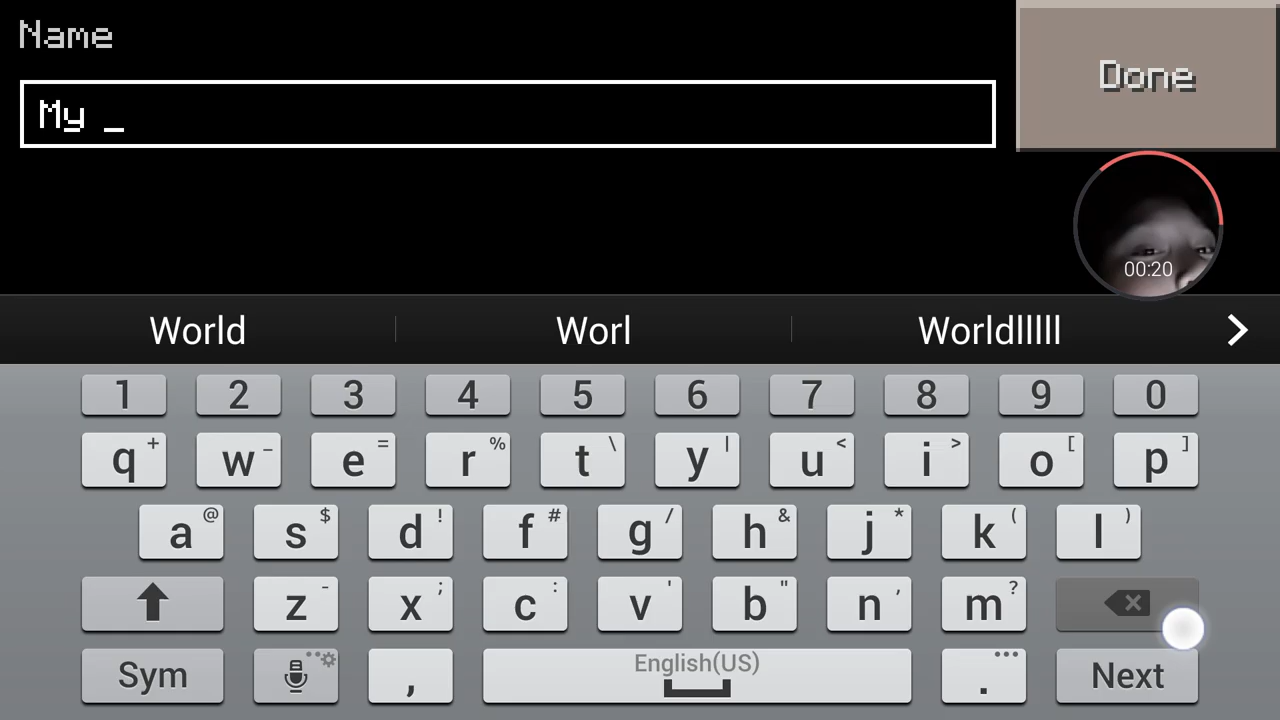 Name
Done
My _
00:20
World Worl Worldlllll
1 2 3 4 5 6 7 8 9 0
q + w - e = r % t \ y | u < i > o [ p ]
a @ s $ d ! f # g / h & j * k ( l )
z - x ; c : v ' b " n , m ?
Sym , English(US) . ... Next